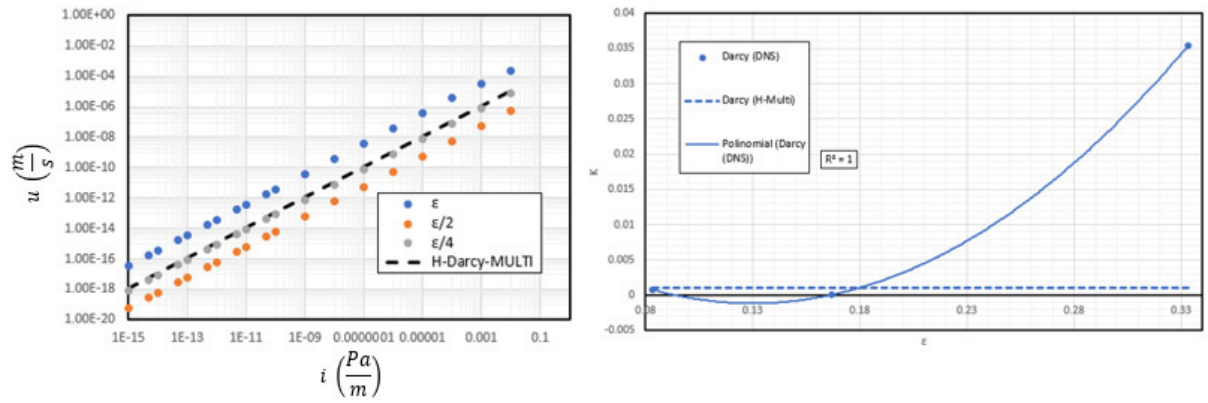 1.00E+00
1.00E-02
1.00E-04
1.00E-06
1.00E-08
1.00E-10
1.00E-12
1.00E-14
1.00E-16
1.00E-18
1.00E-20
u (m/s)
ε
ε/2
ε/4
H-Darcy-MULTI
1E-15 1E-13 1E-11 1E-09 0.0000001 0.00001 0.001 0.1
i (Pa/m)
0.04
0.035
0.03
0.025
0.02
0.015
0.01
0.005
0
-0.005
K
Darcy (DNS)
Darcy (H-Multi)
Polinomial (Darcy
(DNS))
R² = 1
0.08 0.13 0.18 0.23 0.28 0.33
ε